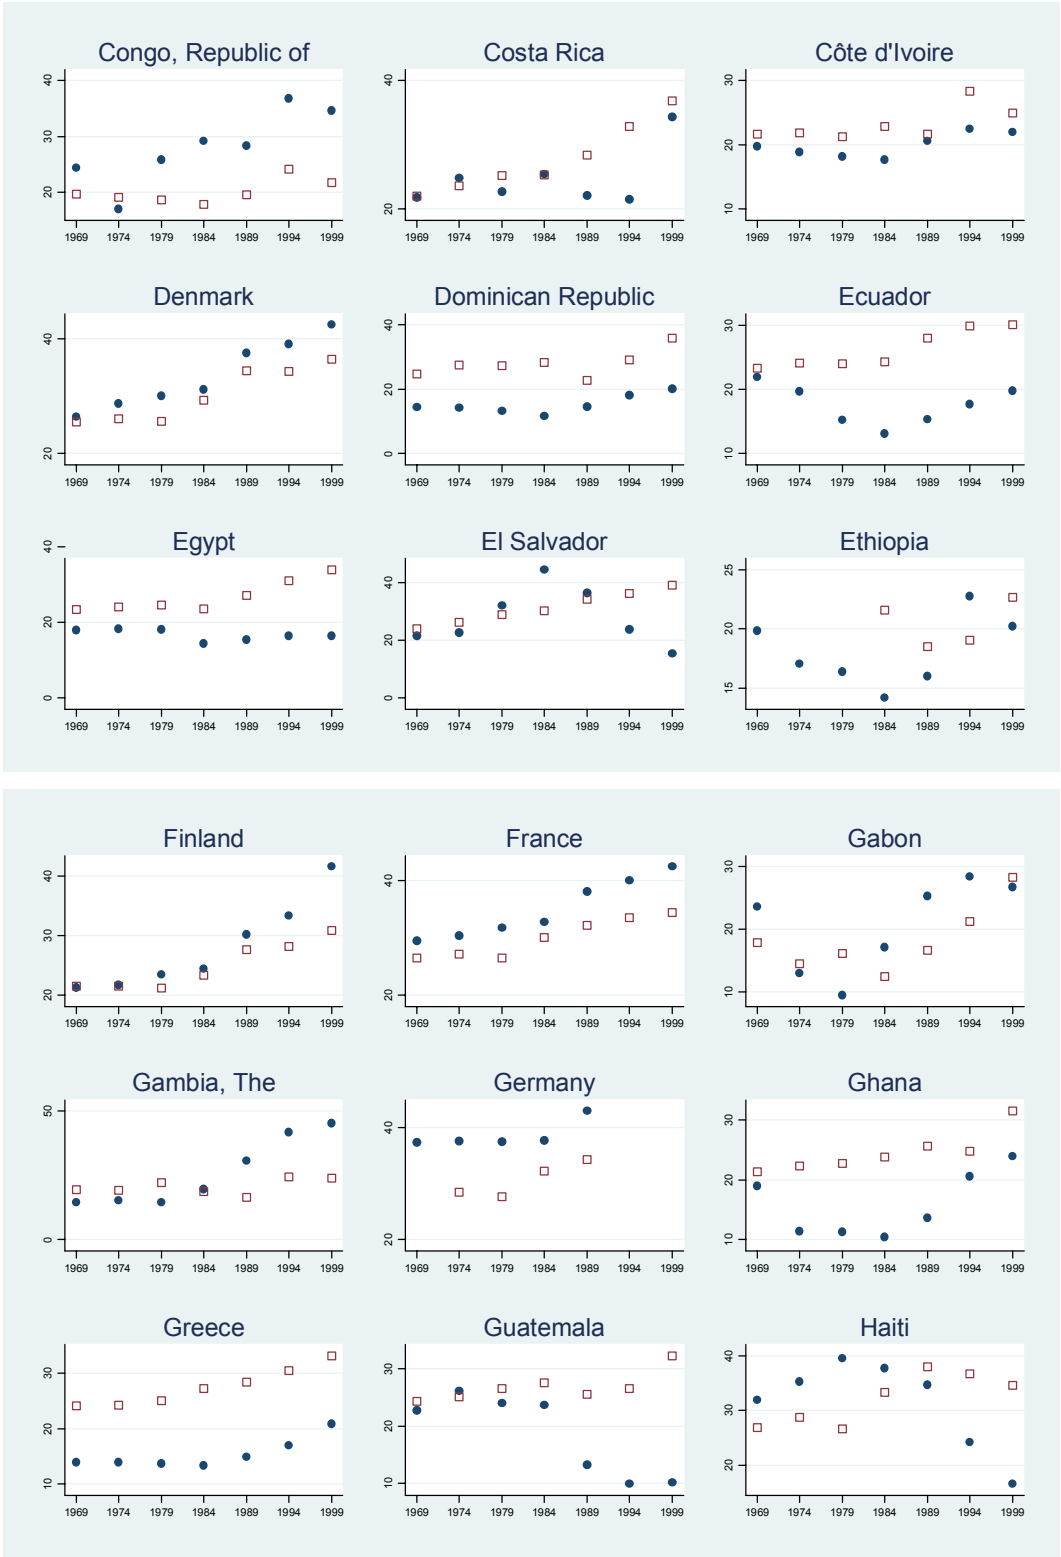 Congo, Republic of
40
30
20
1969 1974 1979 1984 1989 1994 1999
Costa Rica
40
20
1969 1974 1979 1984 1989 1994 1999
Côte d'Ivoire
30
20
10
1969 1974 1979 1984 1989 1994 1999
Denmark
40
20
1969 1974 1979 1984 1989 1994 1999
Dominican Republic
40
20
0
1969 1974 1979 1984 1989 1994 1999
Ecuador
30
20
10
1969 1974 1979 1984 1989 1994 1999
Egypt
40
20
0
1969 1974 1979 1984 1989 1994 1999
El Salvador
40
20
0
1969 1974 1979 1984 1989 1994 1999
Ethiopia
25
20
15
1969 1974 1979 1984 1989 1994 1999
Finland
40
30
20
1969 1974 1979 1984 1989 1994 1999
France
40
20
1969 1974 1979 1984 1989 1994 1999
Gabon
30
20
10
1969 1974 1979 1984 1989 1994 1999
Gambia, The
50
0
1969 1974 1979 1984 1989 1994 1999
Germany
40
20
1969 1974 1979 1984 1989 1994 1999
Ghana
30
20
10
1969 1974 1979 1984 1989 1994 1999
Greece
30
20
10
1969 1974 1979 1984 1989 1994 1999
Guatemala
30
20
10
1969 1974 1979 1984 1989 1994 1999
Haiti
40
30
20
1969 1974 1979 1984 1989 1994 1999